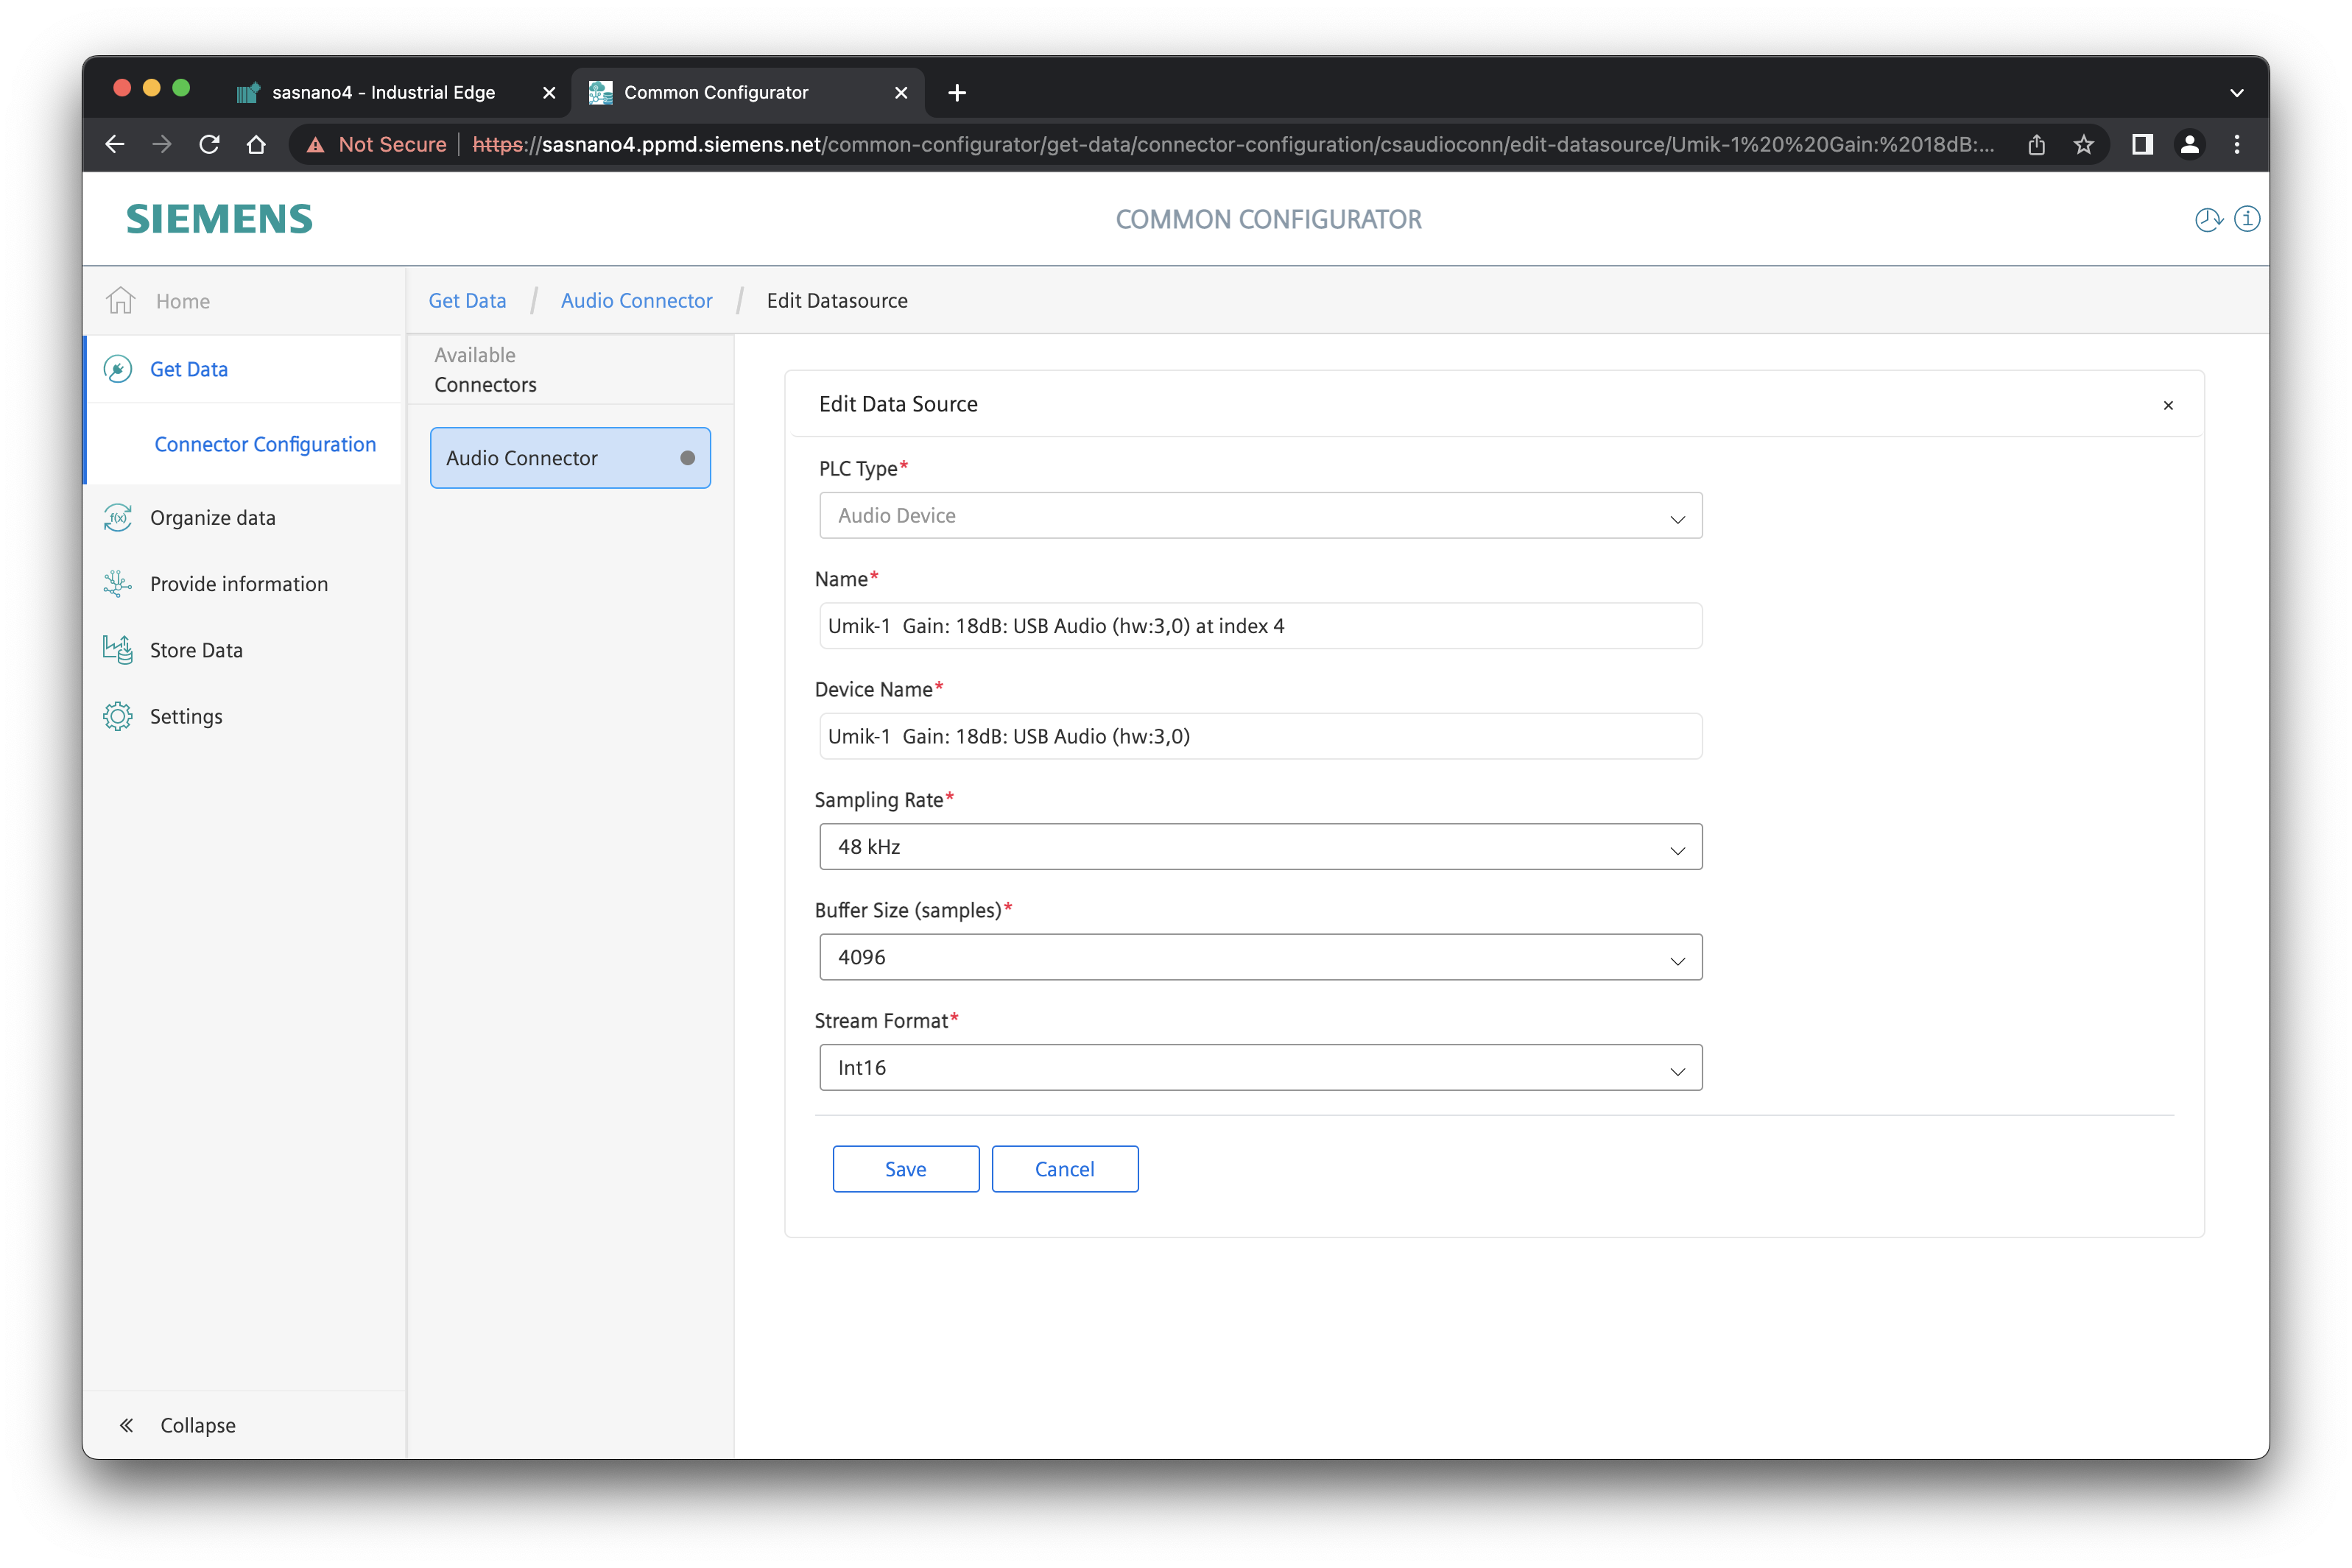 sasnano4 - Industrial Edge
Common Configurator
Not Secure
https://sasnano4.ppmd.siemens.net/common-configurator/get-data/connector-configuration/csaudioconn/edit-datasource/Umik-1%20%20Gain:%2018dB:...
SIEMENS
COMMON CONFIGURATOR
Home
Get Data / Audio Connector / Edit Datasource
Get Data
Connector Configuration
f(x) Organize data
Provide information
Store Data
Settings
Collapse
Available
Connectors
Audio Connector
Edit Data Source
PLC Type*
Audio Device
Name*
Umik-1  Gain: 18dB: USB Audio (hw:3,0) at index 4
Device Name*
Umik-1  Gain: 18dB: USB Audio (hw:3,0)
Sampling Rate*
48 kHz
Buffer Size (samples)*
4096
Stream Format*
Int16
Save
Cancel